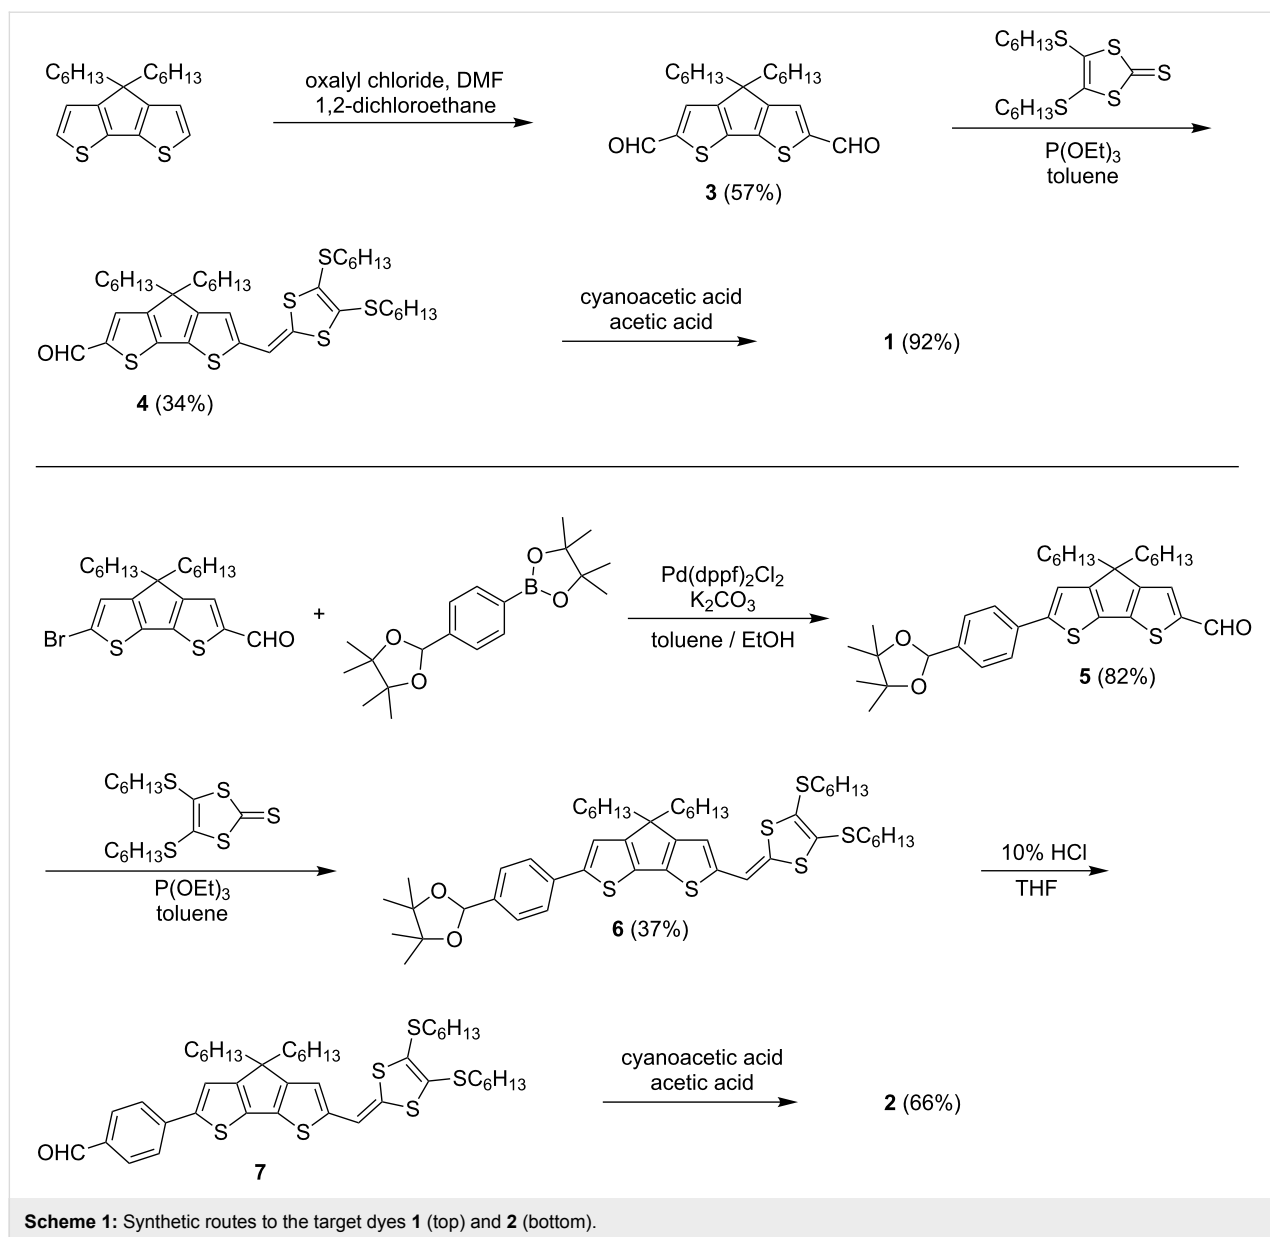 C6H13 C6H13
S S
oxalyl chloride, DMF
1,2-dichloroethane
C6H13 C6H13
OHC S S CHO
3 (57%)
C6H13S S
S
C6H13S S
P(OEt)3
toluene
SC6H13
C6H13 C6H13 S SC6H13
OHC S S S
4 (34%)
cyanoacetic acid
acetic acid
1 (92%)
C6H13 C6H13
Br S S CHO
+
O
B
O
O
O
Pd(dppf)2Cl2
K2CO3
toluene / EtOH
C6H13 C6H13
O S S CHO
O
5 (82%)
C6H13S S
S
C6H13S S
P(OEt)3
toluene
SC6H13
C6H13 C6H13 S SC6H13
S S S
O
O
6 (37%)
10% HCl
THF
SC6H13
C6H13 C6H13 S SC6H13
S S S
OHC
7
cyanoacetic acid
acetic acid
2 (66%)
Scheme 1: Synthetic routes to the target dyes 1 (top) and 2 (bottom).